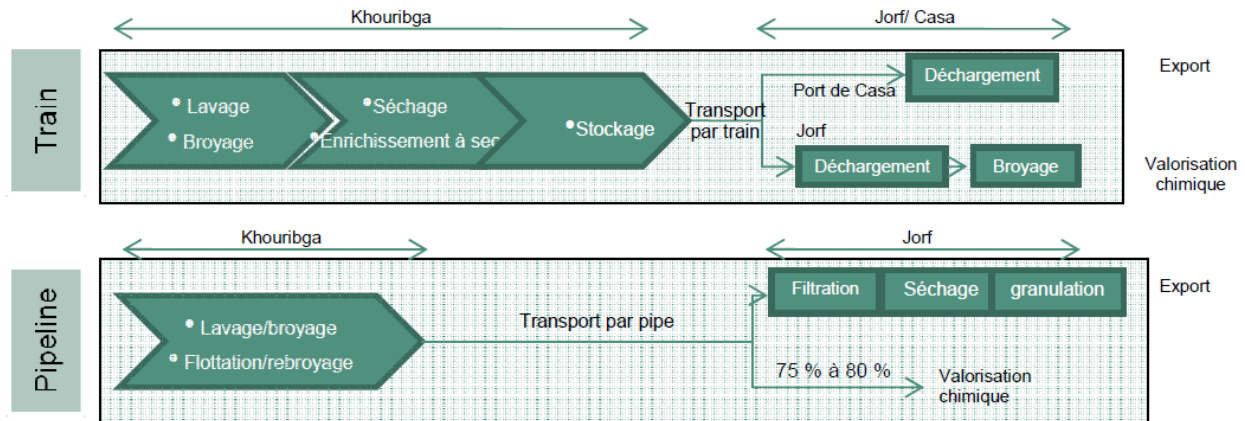 Khouribga
Jorf/ Casa
Train
• Lavage
• Broyage
• Séchage
• Enrichissement à sec
• Stockage
Transport
par train
Port de Casa
Déchargement
Export
Jorf
Déchargement
Broyage
Valorisation
chimique
Khouribga
Jorf
Pipeline
• Lavage/broyage
• Flottation/rebroyage
Transport par pipe
Filtration
Séchage
granulation
Export
75 % à 80 %
Valorisation
chimique